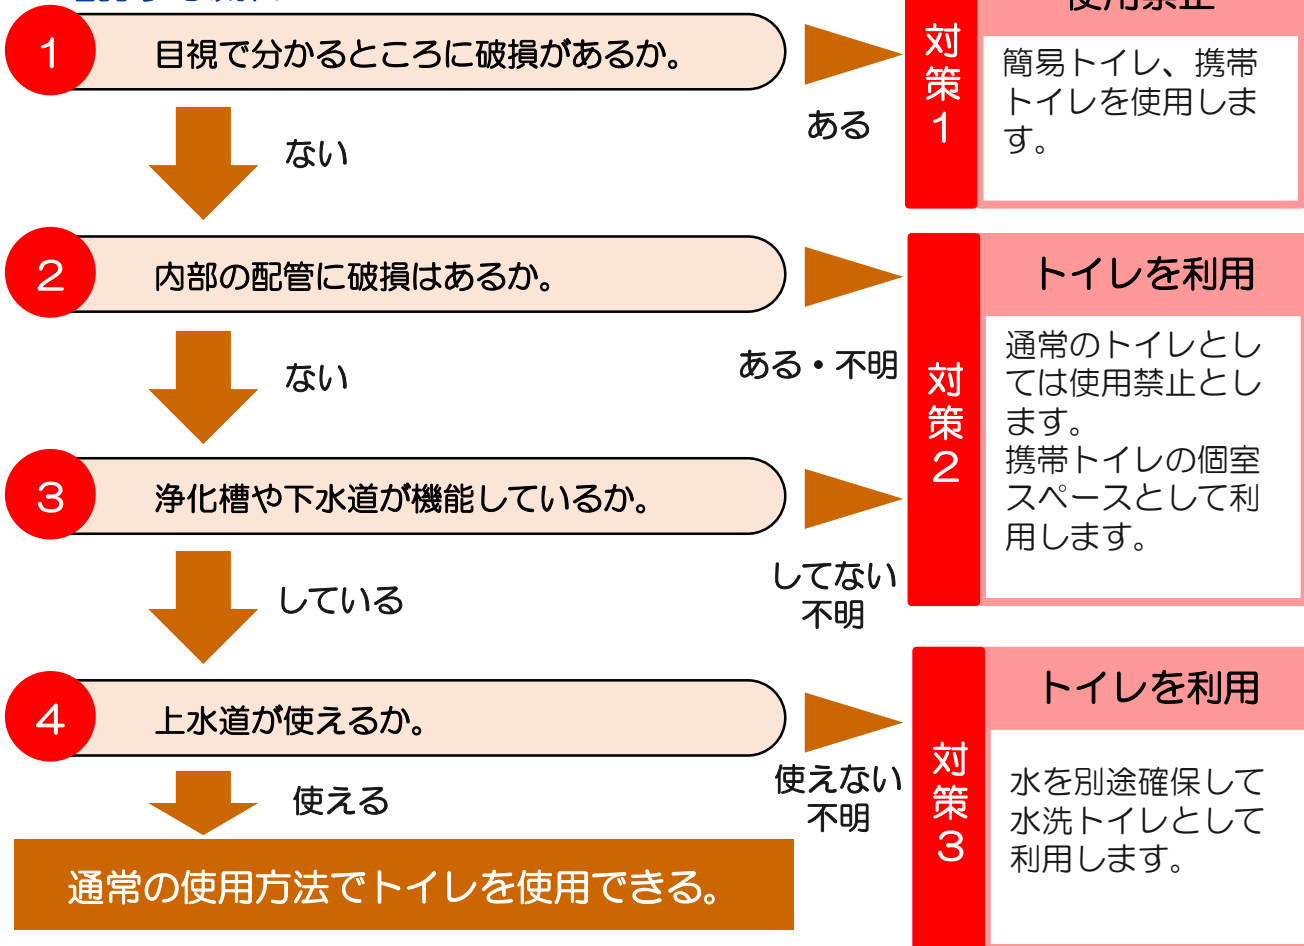 使用禁止
1
目視で分かるところに破損があるか。
ある
ない
対策1
簡易トイレ、携帯
トイレを使用しま
す。
2
内部の配管に破損はあるか。
ある・不明
ない
対策2
トイレを利用
通常のトイレとし
ては使用禁止とし
ます。
携帯トイレの個室
スペースとして利
用します。
3
浄化槽や下水道が機能しているか。
してない
不明
している
4
上水道が使えるか。
使えない
不明
使える
対策3
トイレを利用
水を別途確保して
水洗トイレとして
利用します。
通常の使用方法でトイレを使用できる。